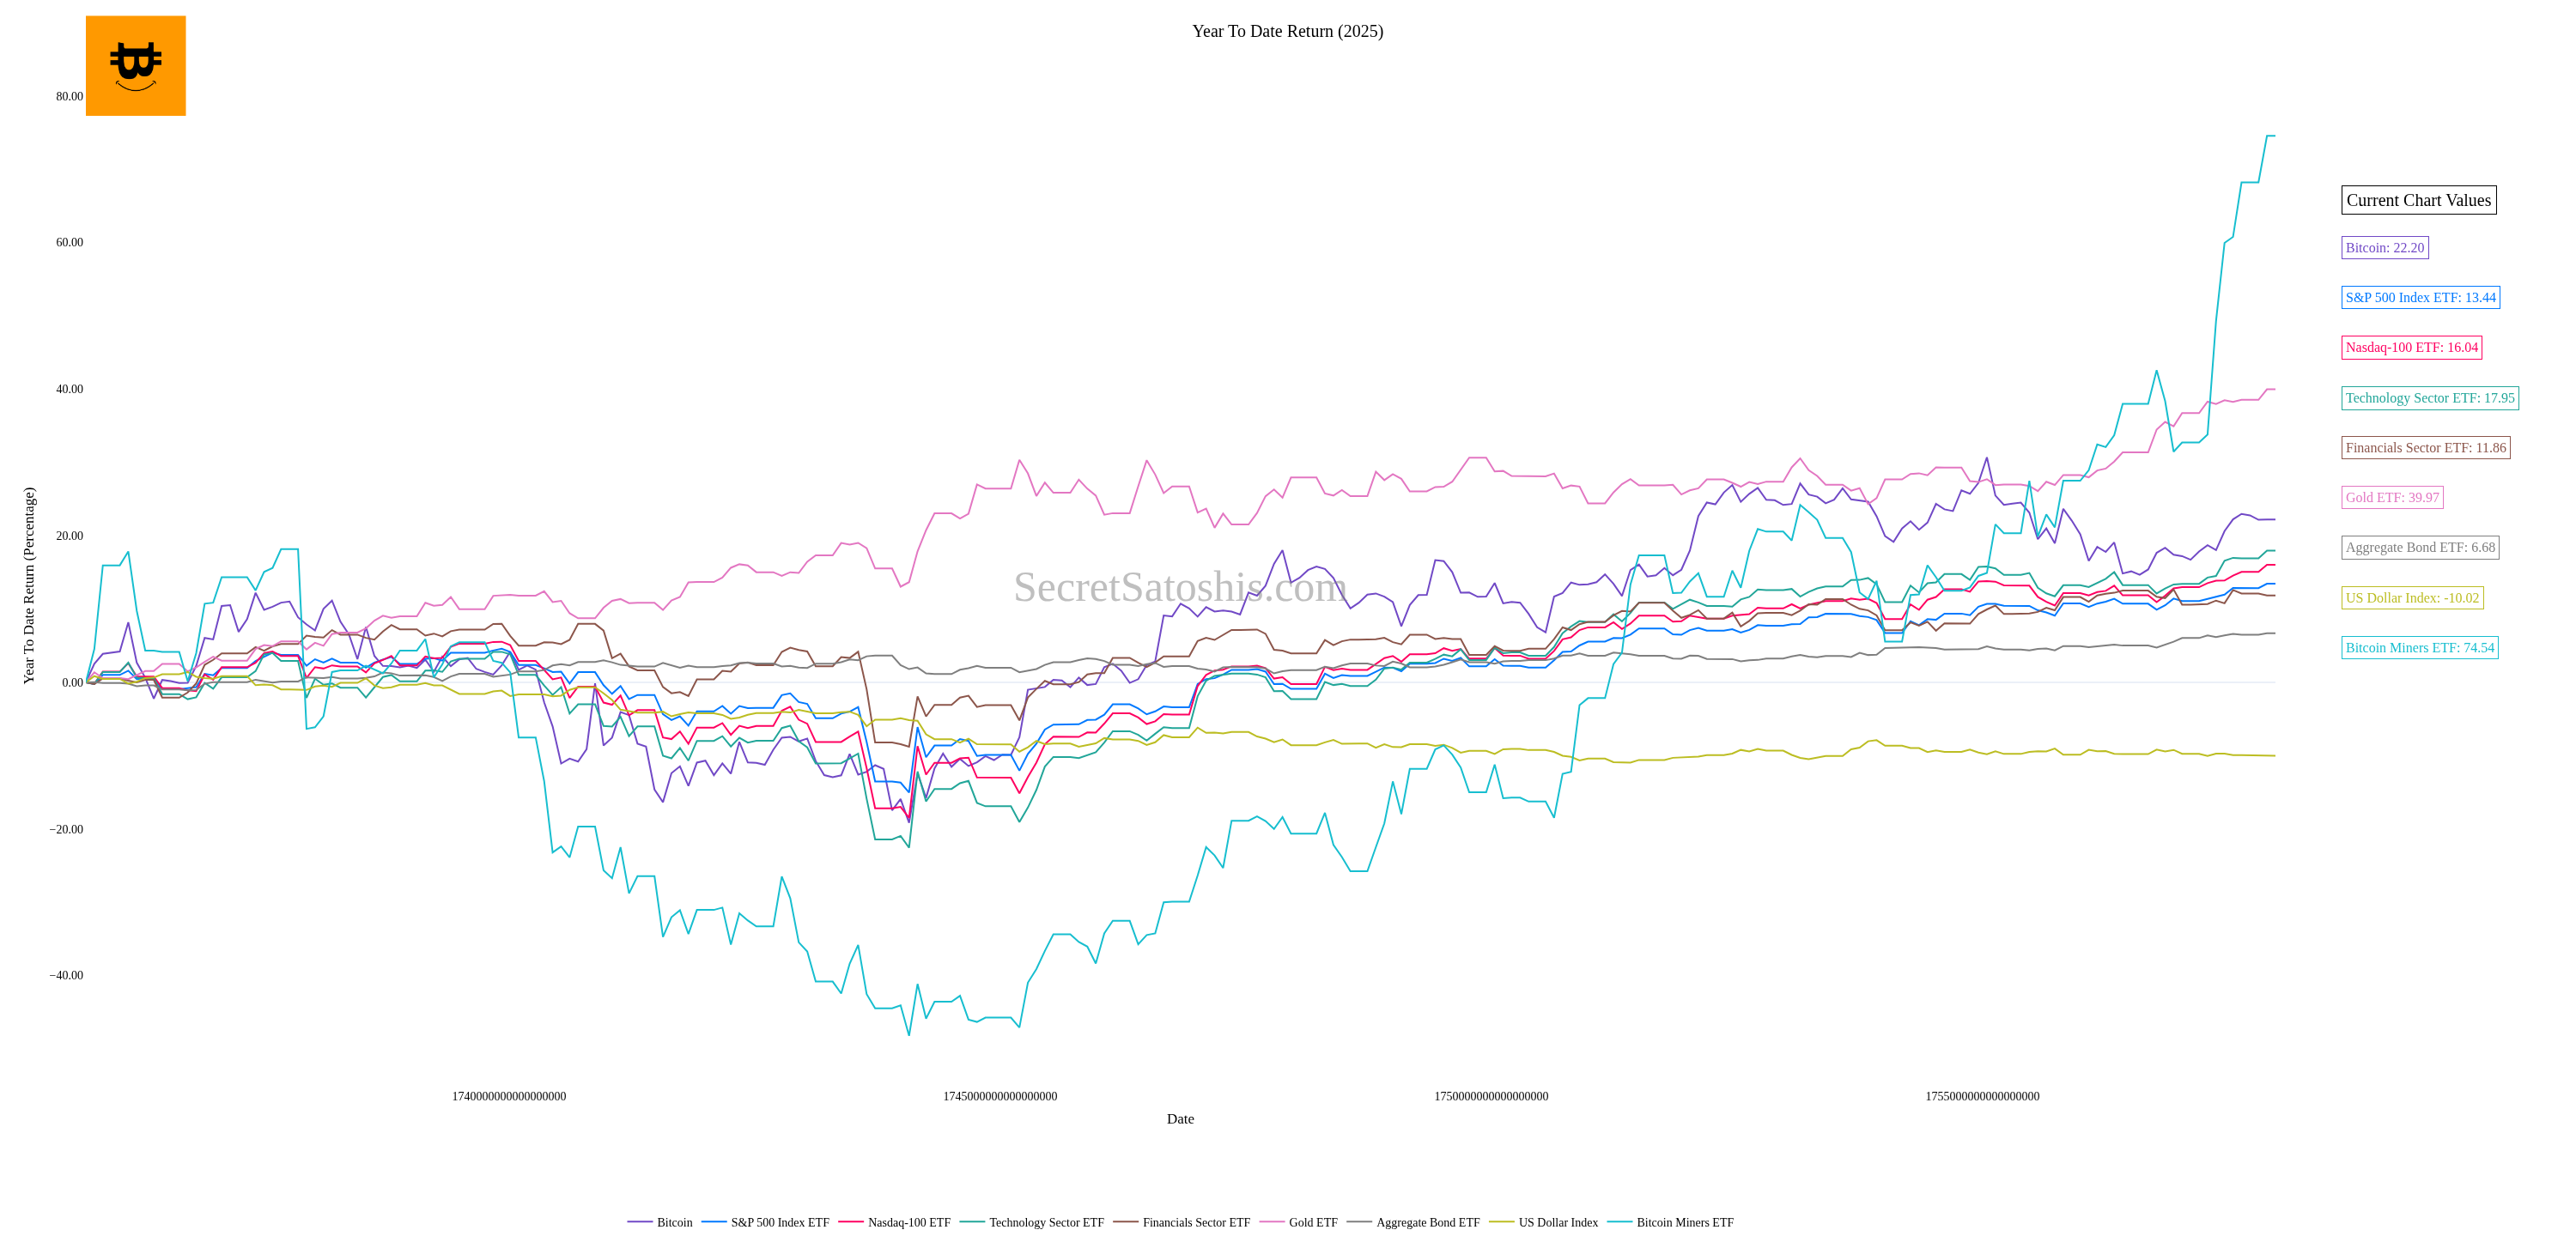 Year To Date Return (2025)
80.00
60.00
40.00
20.00
0.00
−20.00
−40.00
Year To Date Return (Percentage)
SecretSatoshis.com
Current Chart Values
Bitcoin: 22.20
S&P 500 Index ETF: 13.44
Nasdaq-100 ETF: 16.04
Technology Sector ETF: 17.95
Financials Sector ETF: 11.86
Gold ETF: 39.97
Aggregate Bond ETF: 6.68
US Dollar Index: -10.02
Bitcoin Miners ETF: 74.54
1740000000000000000 1745000000000000000 1750000000000000000 1755000000000000000
Date
Bitcoin S&P 500 Index ETF Nasdaq-100 ETF Technology Sector ETF Financials Sector ETF Gold ETF Aggregate Bond ETF US Dollar Index Bitcoin Miners ETF